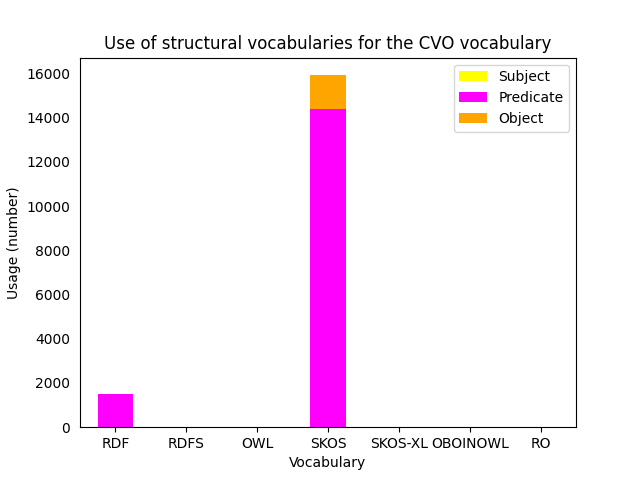 Use of structural vocabularies for the CVO vocabulary
Subject
Predicate
Object
Usage (number)
16000
14000
12000
10000
8000
6000
4000
2000
0
RDF RDFS OWL SKOS SKOS-XL OBOINOWL RO
Vocabulary